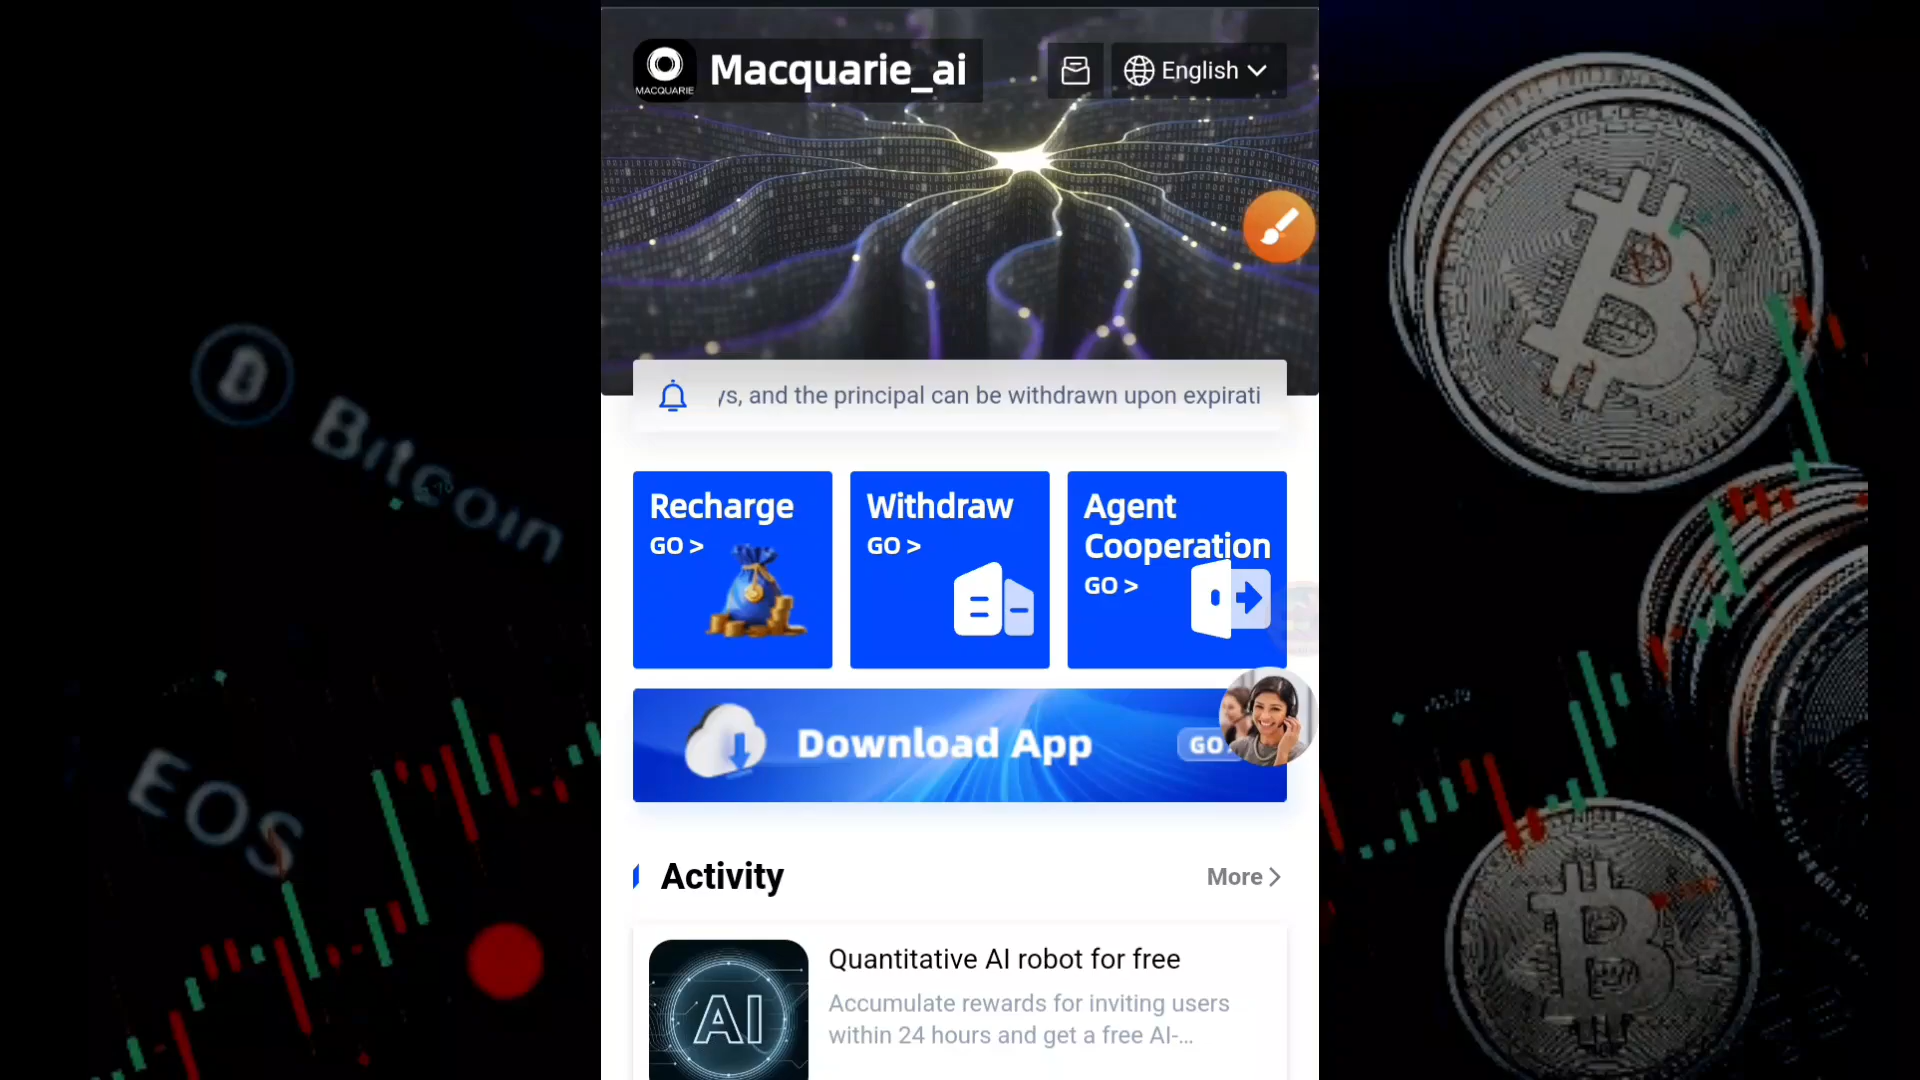 Macquarie_ai
MACQUARIE
English
ys, and the principal can be withdrawn upon expirati
Recharge
GO >
Withdraw
GO >
Agent
Cooperation
GO >
Download App
GO
Activity
More
Quantitative AI robot for free
Accumulate rewards for inviting users
within 24 hours and get a free AI-...
AI
Bitcoin
EOS